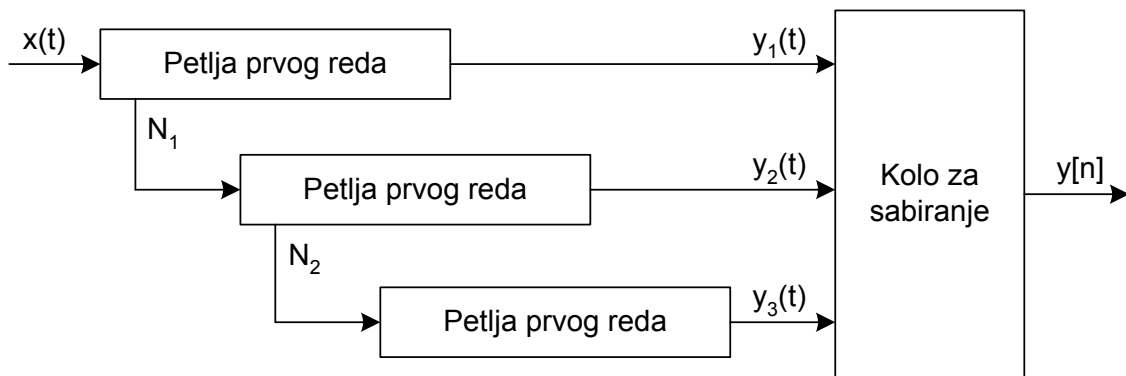 x(t)
Petlja prvog reda
y₁(t)
N₁
Petlja prvog reda
y₂(t)
Kolo za
sabiranje
y[n]
N₂
Petlja prvog reda
y₃(t)